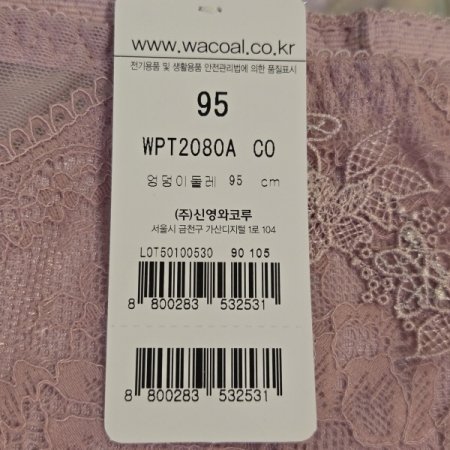 www.wacoal.co.kr
전기용품 및 생활용품 안전관리법에 의한 품질표시
95
WPT2080A CO
엉덩이둘레 95 cm
(주)신영와코루
서울시 금천구 가산디지털 1로 104
LOT50100530 90 105
8 800283 532531
8 800283 532531